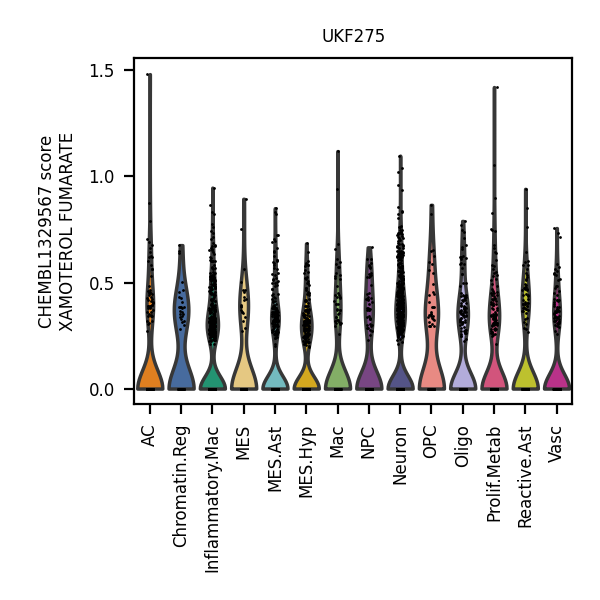 UKF275
CHEMBL1329567 score
XAMOTEROL FUMARATE
1.5
1.0
0.5
0.0
AC
Chromatin.Reg
Inflammatory.Mac
MES
MES.Ast
MES.Hyp
Mac
NPC
Neuron
OPC
Oligo
Prolif.Metab
Reactive.Ast
Vasc